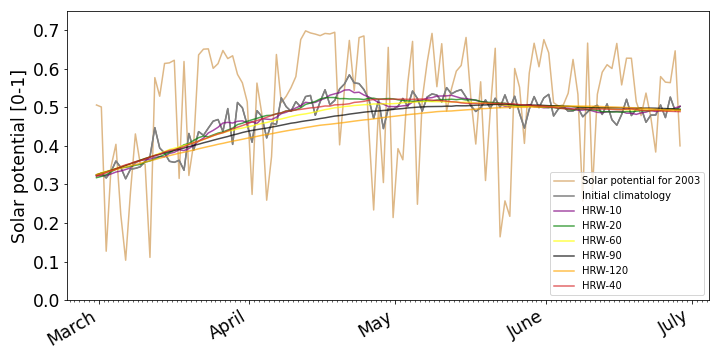 Solar potential [0-1]
0.7
0.6
0.5
0.4
0.3
0.2
0.1
0.0
Solar potential for 2003
Initial climatology
HRW-10
HRW-20
HRW-60
HRW-90
HRW-120
HRW-40
March
April
May
June
July